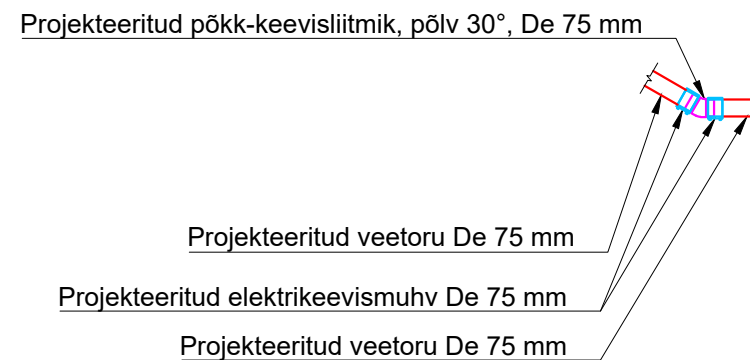 Projekteeritud põkk-keevisliitmik, põlv 30°, De 75 mm
Projekteeritud veetoru De 75 mm
Projekteeritud elektrikeevismuhv De 75 mm
Projekteeritud veetoru De 75 mm